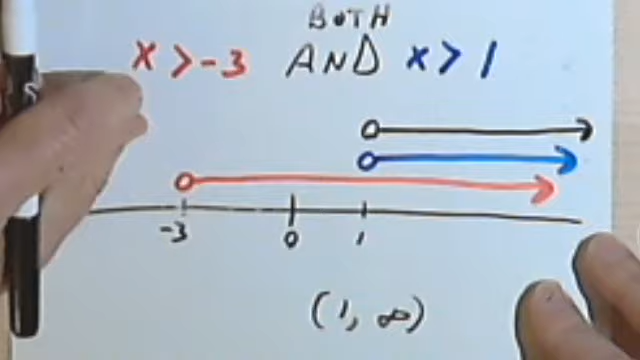 BOTH
x > -3 AND x > 1
-3 0 1
(1, ∞)